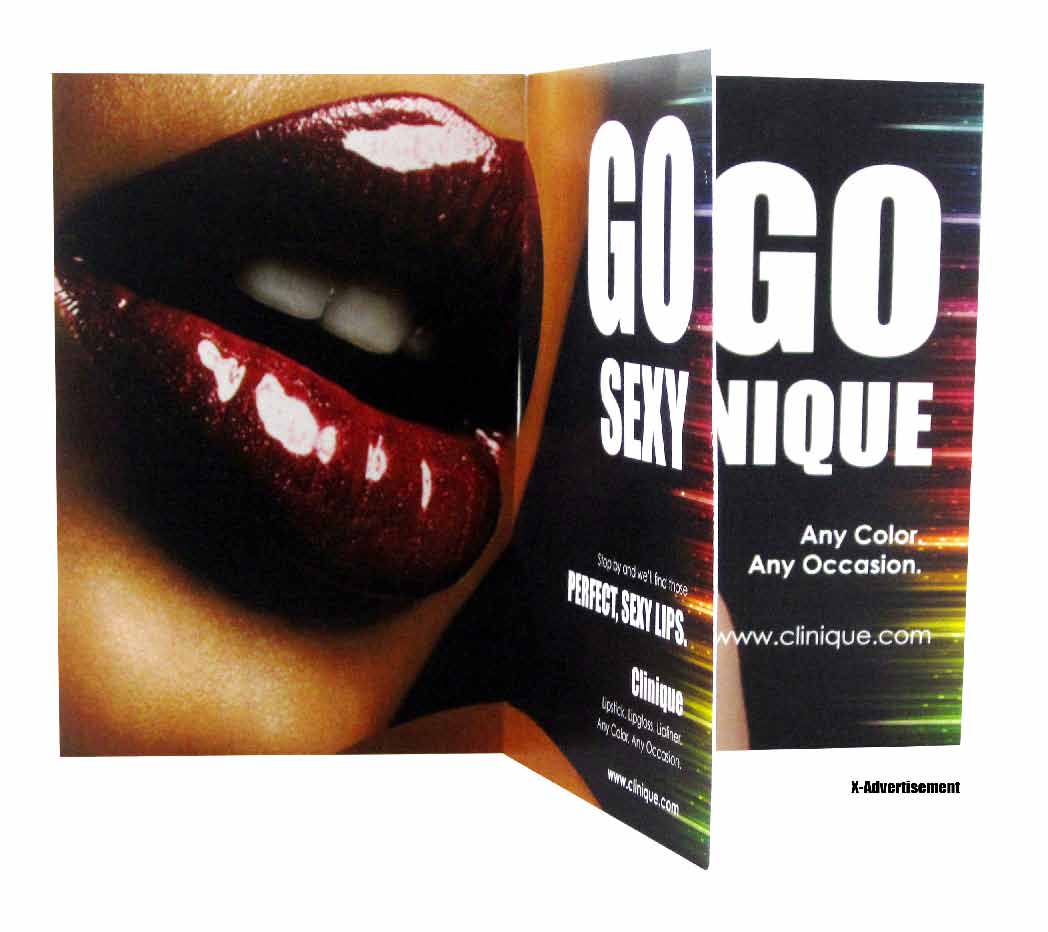 GO
SEXY
Stop by and we'll find those
PERFECT, SEXY LIPS.
Clinique
Lipstick. Lipgloss. Lipliner.
Any Color. Any Occasion.
www.clinique.com
GO
NIQUE
Any Color.
Any Occasion.
www.clinique.com
X-Advertisement